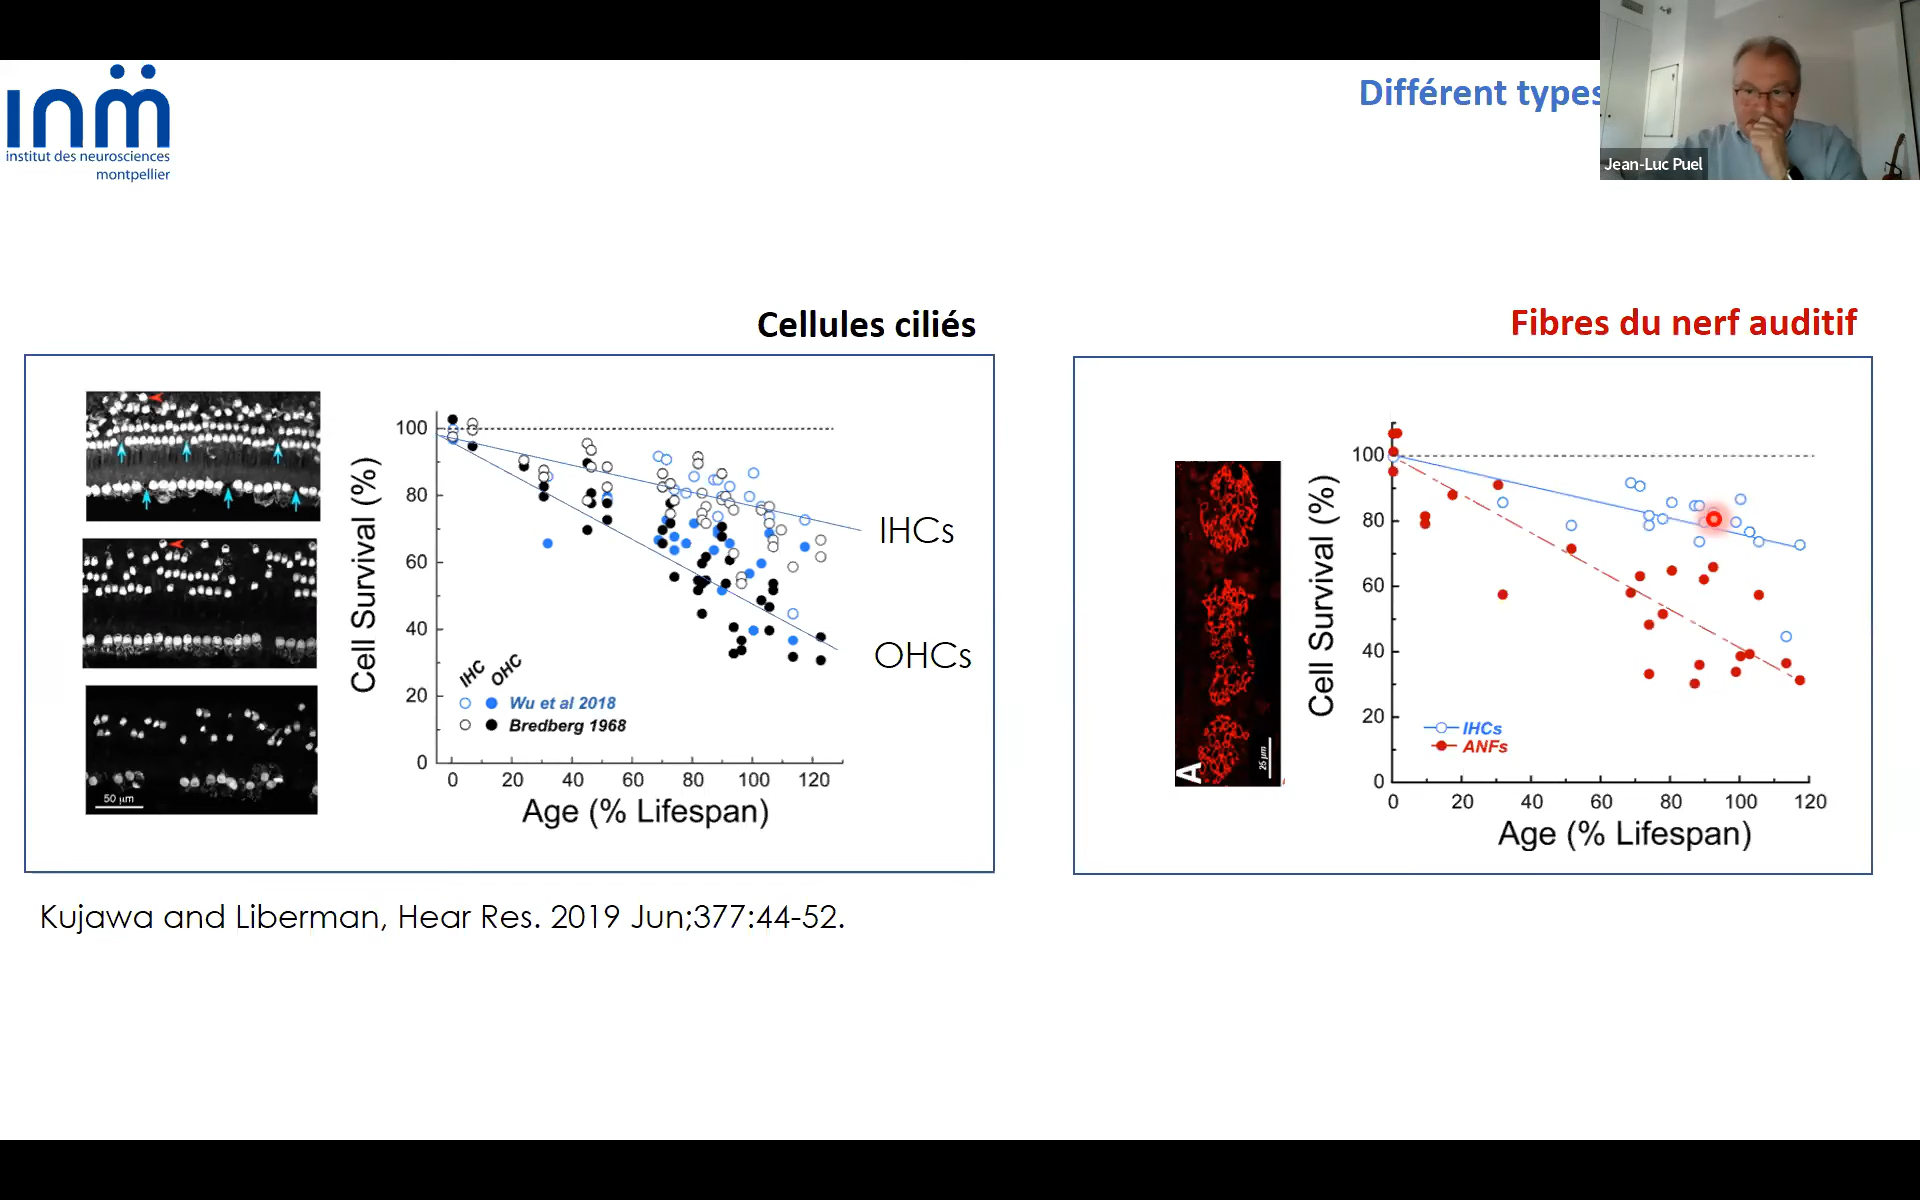 ınm̈
institut des neurosciences
montpellier
Différent types
Jean-Luc Puel
Cellules ciliés
Fibres du nerf auditif
Cell Survival (%)
100
80
60
40
20
0
0 20 40 60 80 100 120
Age (% Lifespan)
IHCs
OHCs
IHC OHC
Wu et al 2018
Bredberg 1968
50 µm
A
25 µm
Cell Survival (%)
100
80
60
40
20
0
0 20 40 60 80 100 120
Age (% Lifespan)
IHCs
ANFs
Kujawa and Liberman, Hear Res. 2019 Jun;377:44-52.